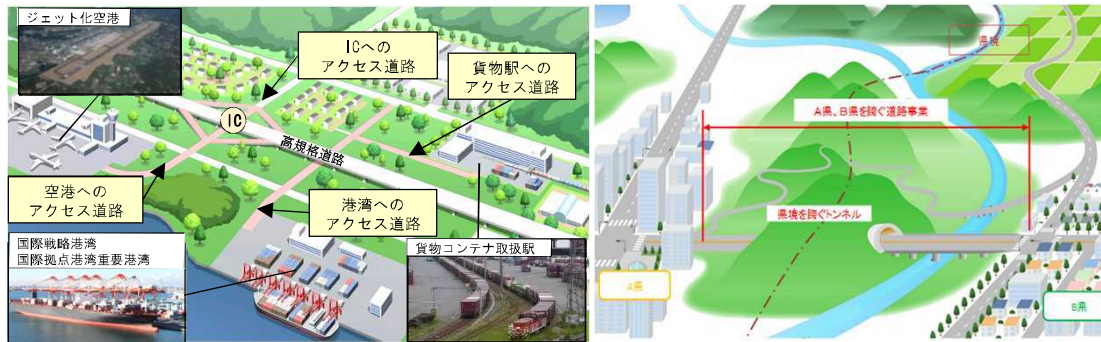 ジェット化空港
ICへの
アクセス道路
貨物駅への
アクセス道路
IC
高規格道路
空港への
アクセス道路
港湾への
アクセス道路
国際戦略港湾
国際拠点港湾重要港湾
貨物コンテナ取扱駅
県境
A県、B県を跨ぐ道路事業
県境を跨ぐトンネル
A県
B県